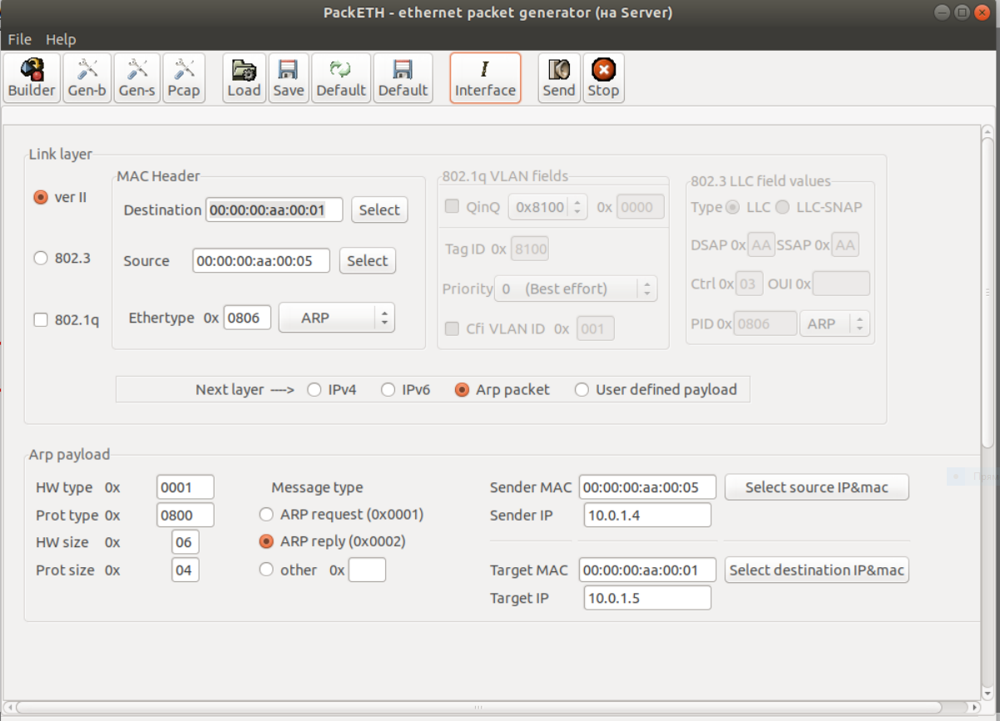 PackETH - ethernet packet generator (на Server)
File Help
Builder Gen-b Gen-s Pcap Load Save Default Default Interface Send Stop
Link layer
MAC Header 802.1q VLAN fields 802.3 LLC field values
ver II Destination 00:00:00:aa:00:01 Select QinQ 0x8100 0x 0000 Type LLC LLC-SNAP
802.3 Source 00:00:00:aa:00:05 Select Tag ID 0x 8100 DSAP 0x AA SSAP 0x AA
Priority 0 (Best effort) Ctrl 0x 03 OUI 0x
802.1q Ethertype 0x 0806 ARP Cfi VLAN ID 0x 001 PID 0x 0806 ARP
Next layer ----> IPv4 IPv6 Arp packet User defined payload
Arp payload
HW type 0x 0001 Message type Sender MAC 00:00:00:aa:00:05 Select source IP&mac
Prot type 0x 0800 ARP request (0x0001) Sender IP 10.0.1.4
HW size 0x 06 ARP reply (0x0002)
Prot size 0x 04 other 0x Target MAC 00:00:00:aa:00:01 Select destination IP&mac
Target IP 10.0.1.5